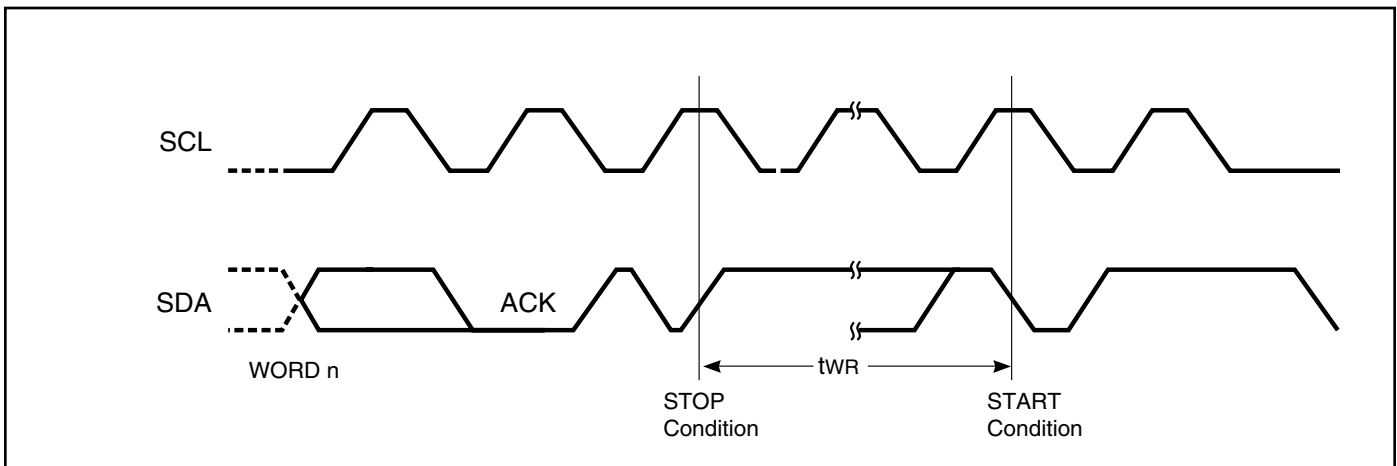 SCL
SDA
ACK
WORD n
tWR
STOP
Condition
START
Condition